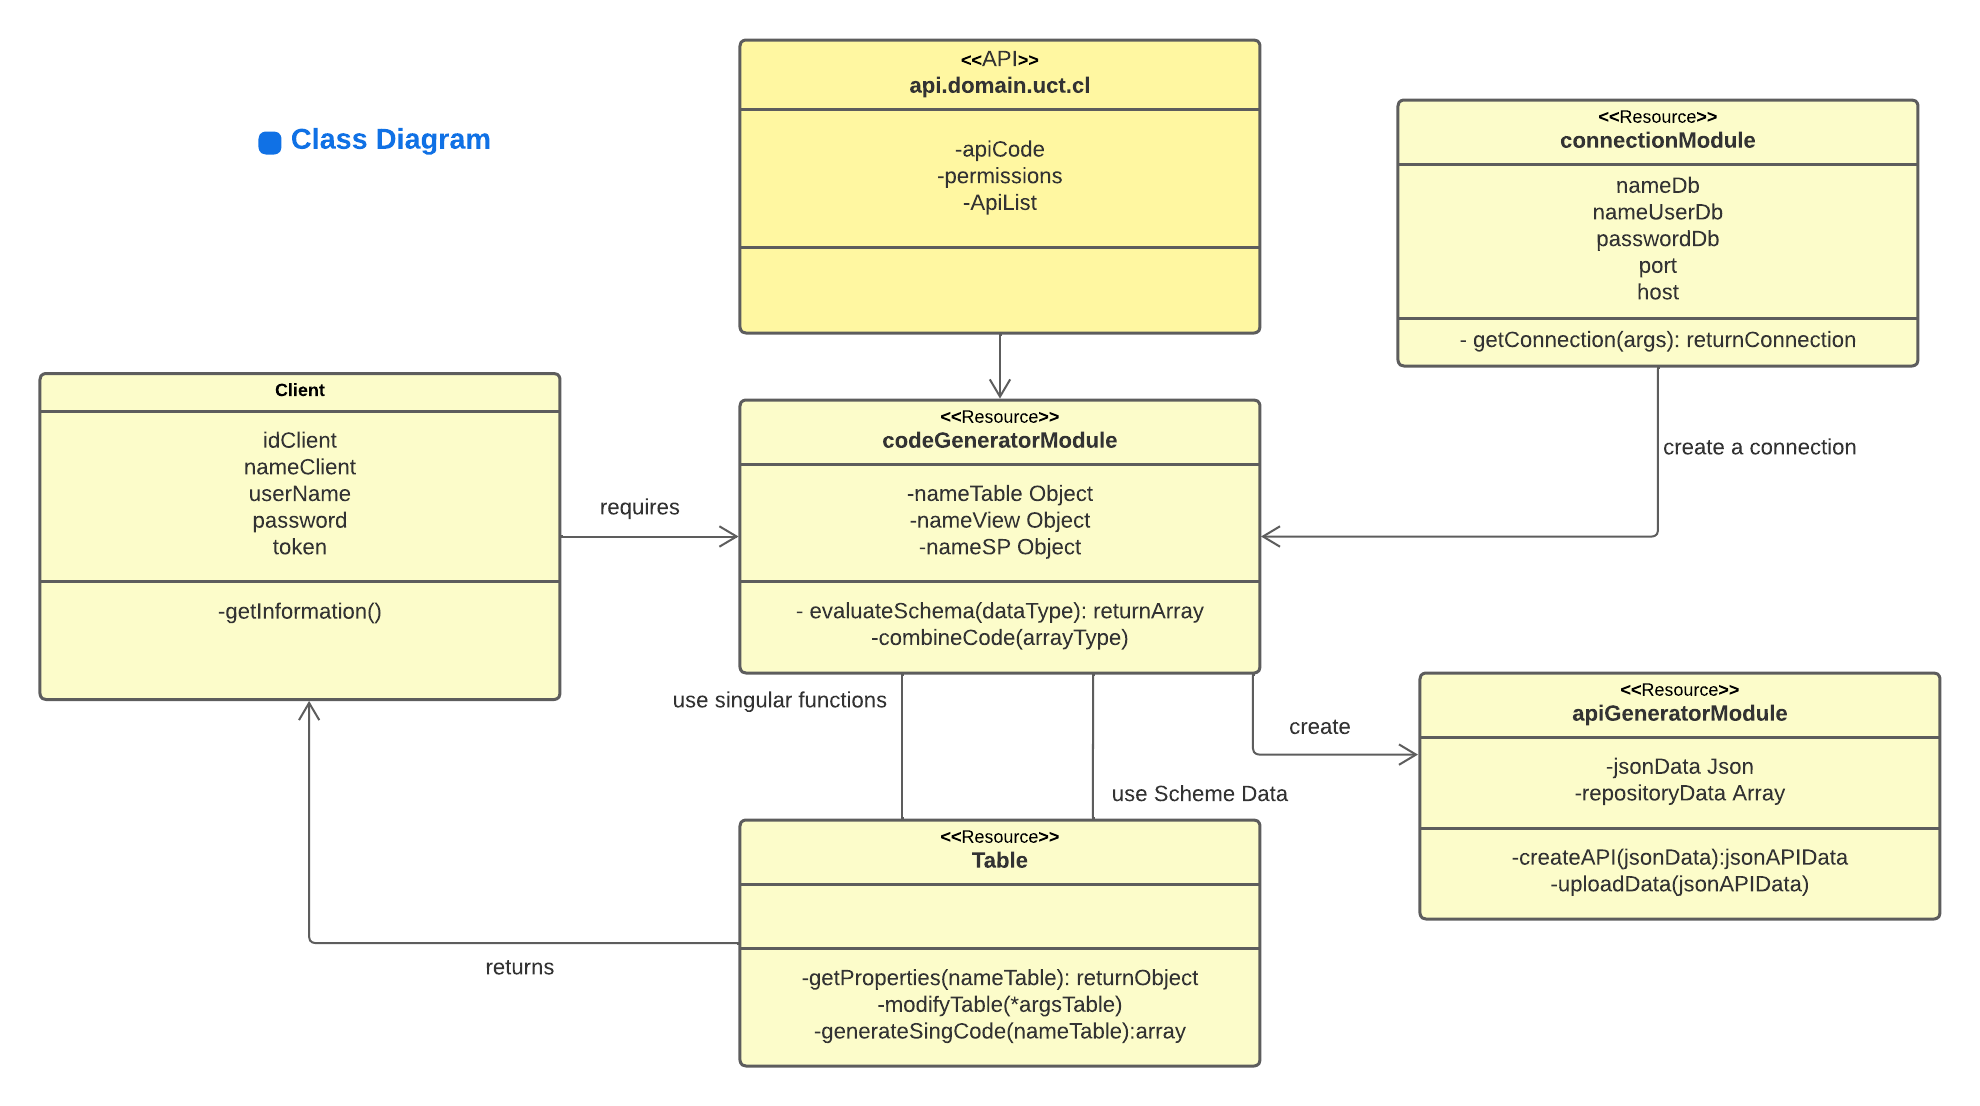 Class Diagram
<<API>>
api.domain.uct.cl
-apiCode
-permissions
-ApiList
<<Resource>>
connectionModule
nameDb
nameUserDb
passwordDb
port
host
- getConnection(args): returnConnection
Client
idClient
nameClient
userName
password
token
-getInformation()
requires
<<Resource>>
codeGeneratorModule
-nameTable Object
-nameView Object
-nameSP Object
- evaluateSchema(dataType): returnArray
-combineCode(arrayType)
create a connection
use singular functions
use Scheme Data
create
<<Resource>>
apiGeneratorModule
-jsonData Json
-repositoryData Array
-createAPI(jsonData):jsonAPIData
-uploadData(jsonAPIData)
<<Resource>>
Table
-getProperties(nameTable): returnObject
-modifyTable(*argsTable)
-generateSingCode(nameTable):array
returns